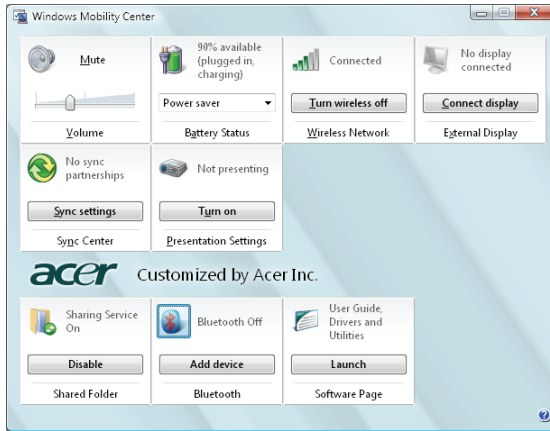 Windows Mobility Center
Mute
Volume
90% available
(plugged in,
charging)
Power saver
Battery Status
Connected
Turn wireless off
Wireless Network
No display
connected
Connect display
External Display
No sync
partnerships
Sync settings
Sync Center
Not presenting
Turn on
Presentation Settings
acer Customized by Acer Inc.
Sharing Service
On
Disable
Shared Folder
Bluetooth Off
Add device
Bluetooth
User Guide,
Drivers and
Utilities
Launch
Software Page